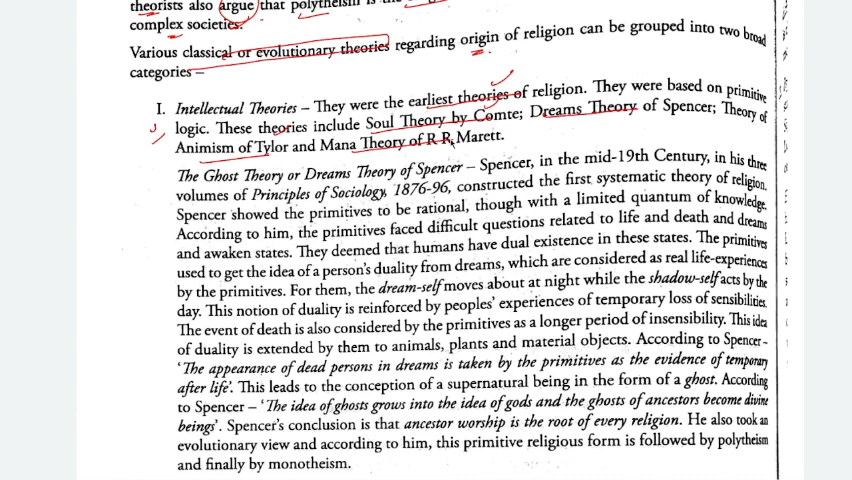 theorists also argue that polytheism is the
complex societies.
Various classical or evolutionary theories regarding origin of religion can be grouped into two broad
categories –
I. Intellectual Theories – They were the earliest theories of religion. They were based on primitive
logic. These theories include Soul Theory by Comte; Dreams Theory of Spencer; Theory of
Animism of Tylor and Mana Theory of R R Marett.
The Ghost Theory or Dreams Theory of Spencer – Spencer, in the mid-19th Century, in his three
volumes of Principles of Sociology, 1876-96, constructed the first systematic theory of religion.
Spencer showed the primitives to be rational, though with a limited quantum of knowledge.
According to him, the primitives faced difficult questions related to life and death and dreams
and awaken states. They deemed that humans have dual existence in these states. The primitives
used to get the idea of a person's duality from dreams, which are considered as real life-experiences
by the primitives. For them, the dream-self moves about at night while the shadow-self acts by the
day. This notion of duality is reinforced by peoples' experiences of temporary loss of sensibilities.
The event of death is also considered by the primitives as a longer period of insensibility. This idea
of duality is extended by them to animals, plants and material objects. According to Spencer –
'The appearance of dead persons in dreams is taken by the primitives as the evidence of temporary
after life'. This leads to the conception of a supernatural being in the form of a ghost. According
to Spencer – 'The idea of ghosts grows into the idea of gods and the ghosts of ancestors become divine
beings'. Spencer's conclusion is that ancestor worship is the root of every religion. He also took an
evolutionary view and according to him, this primitive religious form is followed by polytheism
and finally by monotheism.